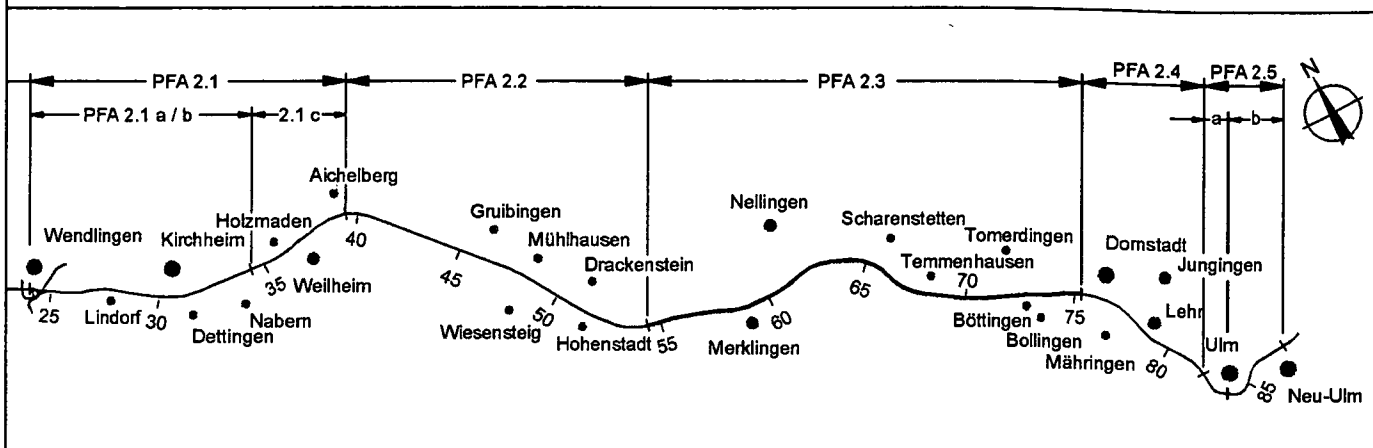 PFA 2.1
PFA 2.2
PFA 2.3
PFA 2.4
PFA 2.5
N
PFA 2.1 a / b
2.1 c
a
b
Aichelberg
Wendlingen
Kirchheim
Holzmaden
Gruibingen
Mühlhausen
Drackenstein
Nellingen
Scharenstetten
Tomerdingen
Temmenhausen
Dornstadt
Jungingen
25
Lindorf
30
Dettingen
Nabern
35
Weilheim
40
45
Wiesensteig
50
Hohenstadt
55
Merklingen
60
65
70
Böttingen
Bollingen
75
Mähringen
Lehr
80
Ulm
85
Neu-Ulm